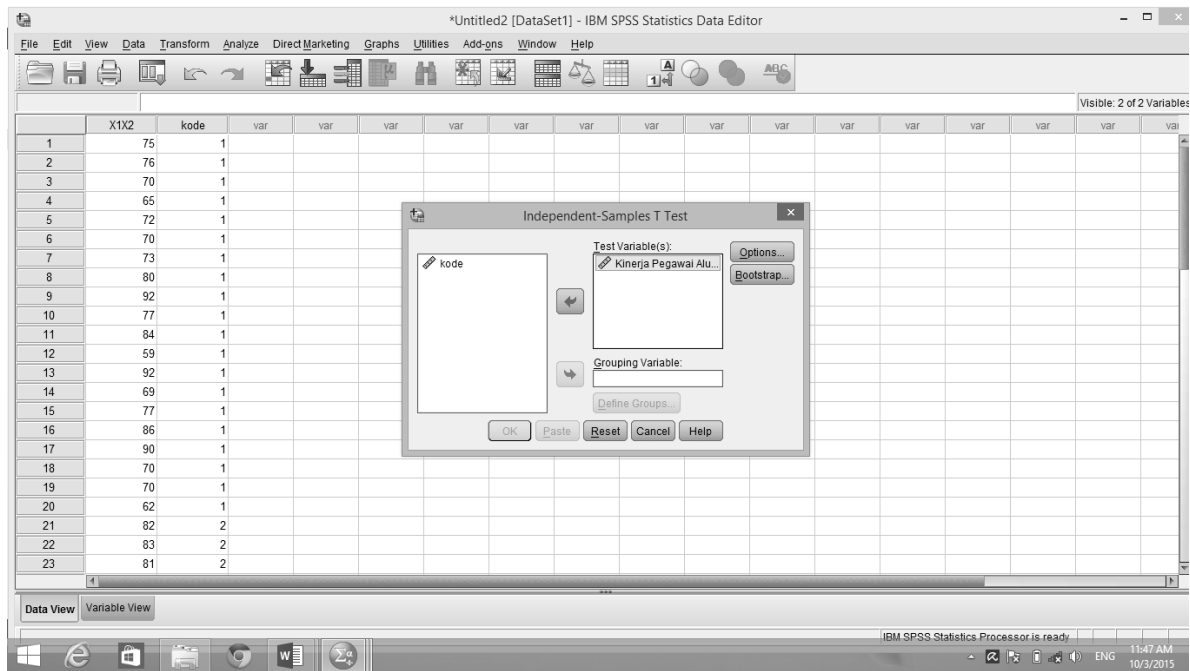 *Untitled2 [DataSet1] - IBM SPSS Statistics Data Editor
File Edit View Data Transform Analyze Direct Marketing Graphs Utilities Add-ons Window Help
Visible: 2 of 2 Variables
X1X2 kode var var var var var var var var var var var var var var var
1 75 1
2 76 1
3 70 1
4 65 1
5 72 1
6 70 1
7 73 1
8 80 1
9 92 1
10 77 1
11 84 1
12 59 1
13 92 1
14 69 1
15 77 1
16 86 1
17 90 1
18 70 1
19 70 1
20 62 1
21 82 2
22 83 2
23 81 2
Independent-Samples T Test
kode
Test Variable(s):
Kinerja Pegawai Alu...
Grouping Variable:
Define Groups...
Options...
Bootstrap...
OK Paste Reset Cancel Help
Data View Variable View
IBM SPSS Statistics Processor is ready
ENG 11:47 AM
10/3/2015